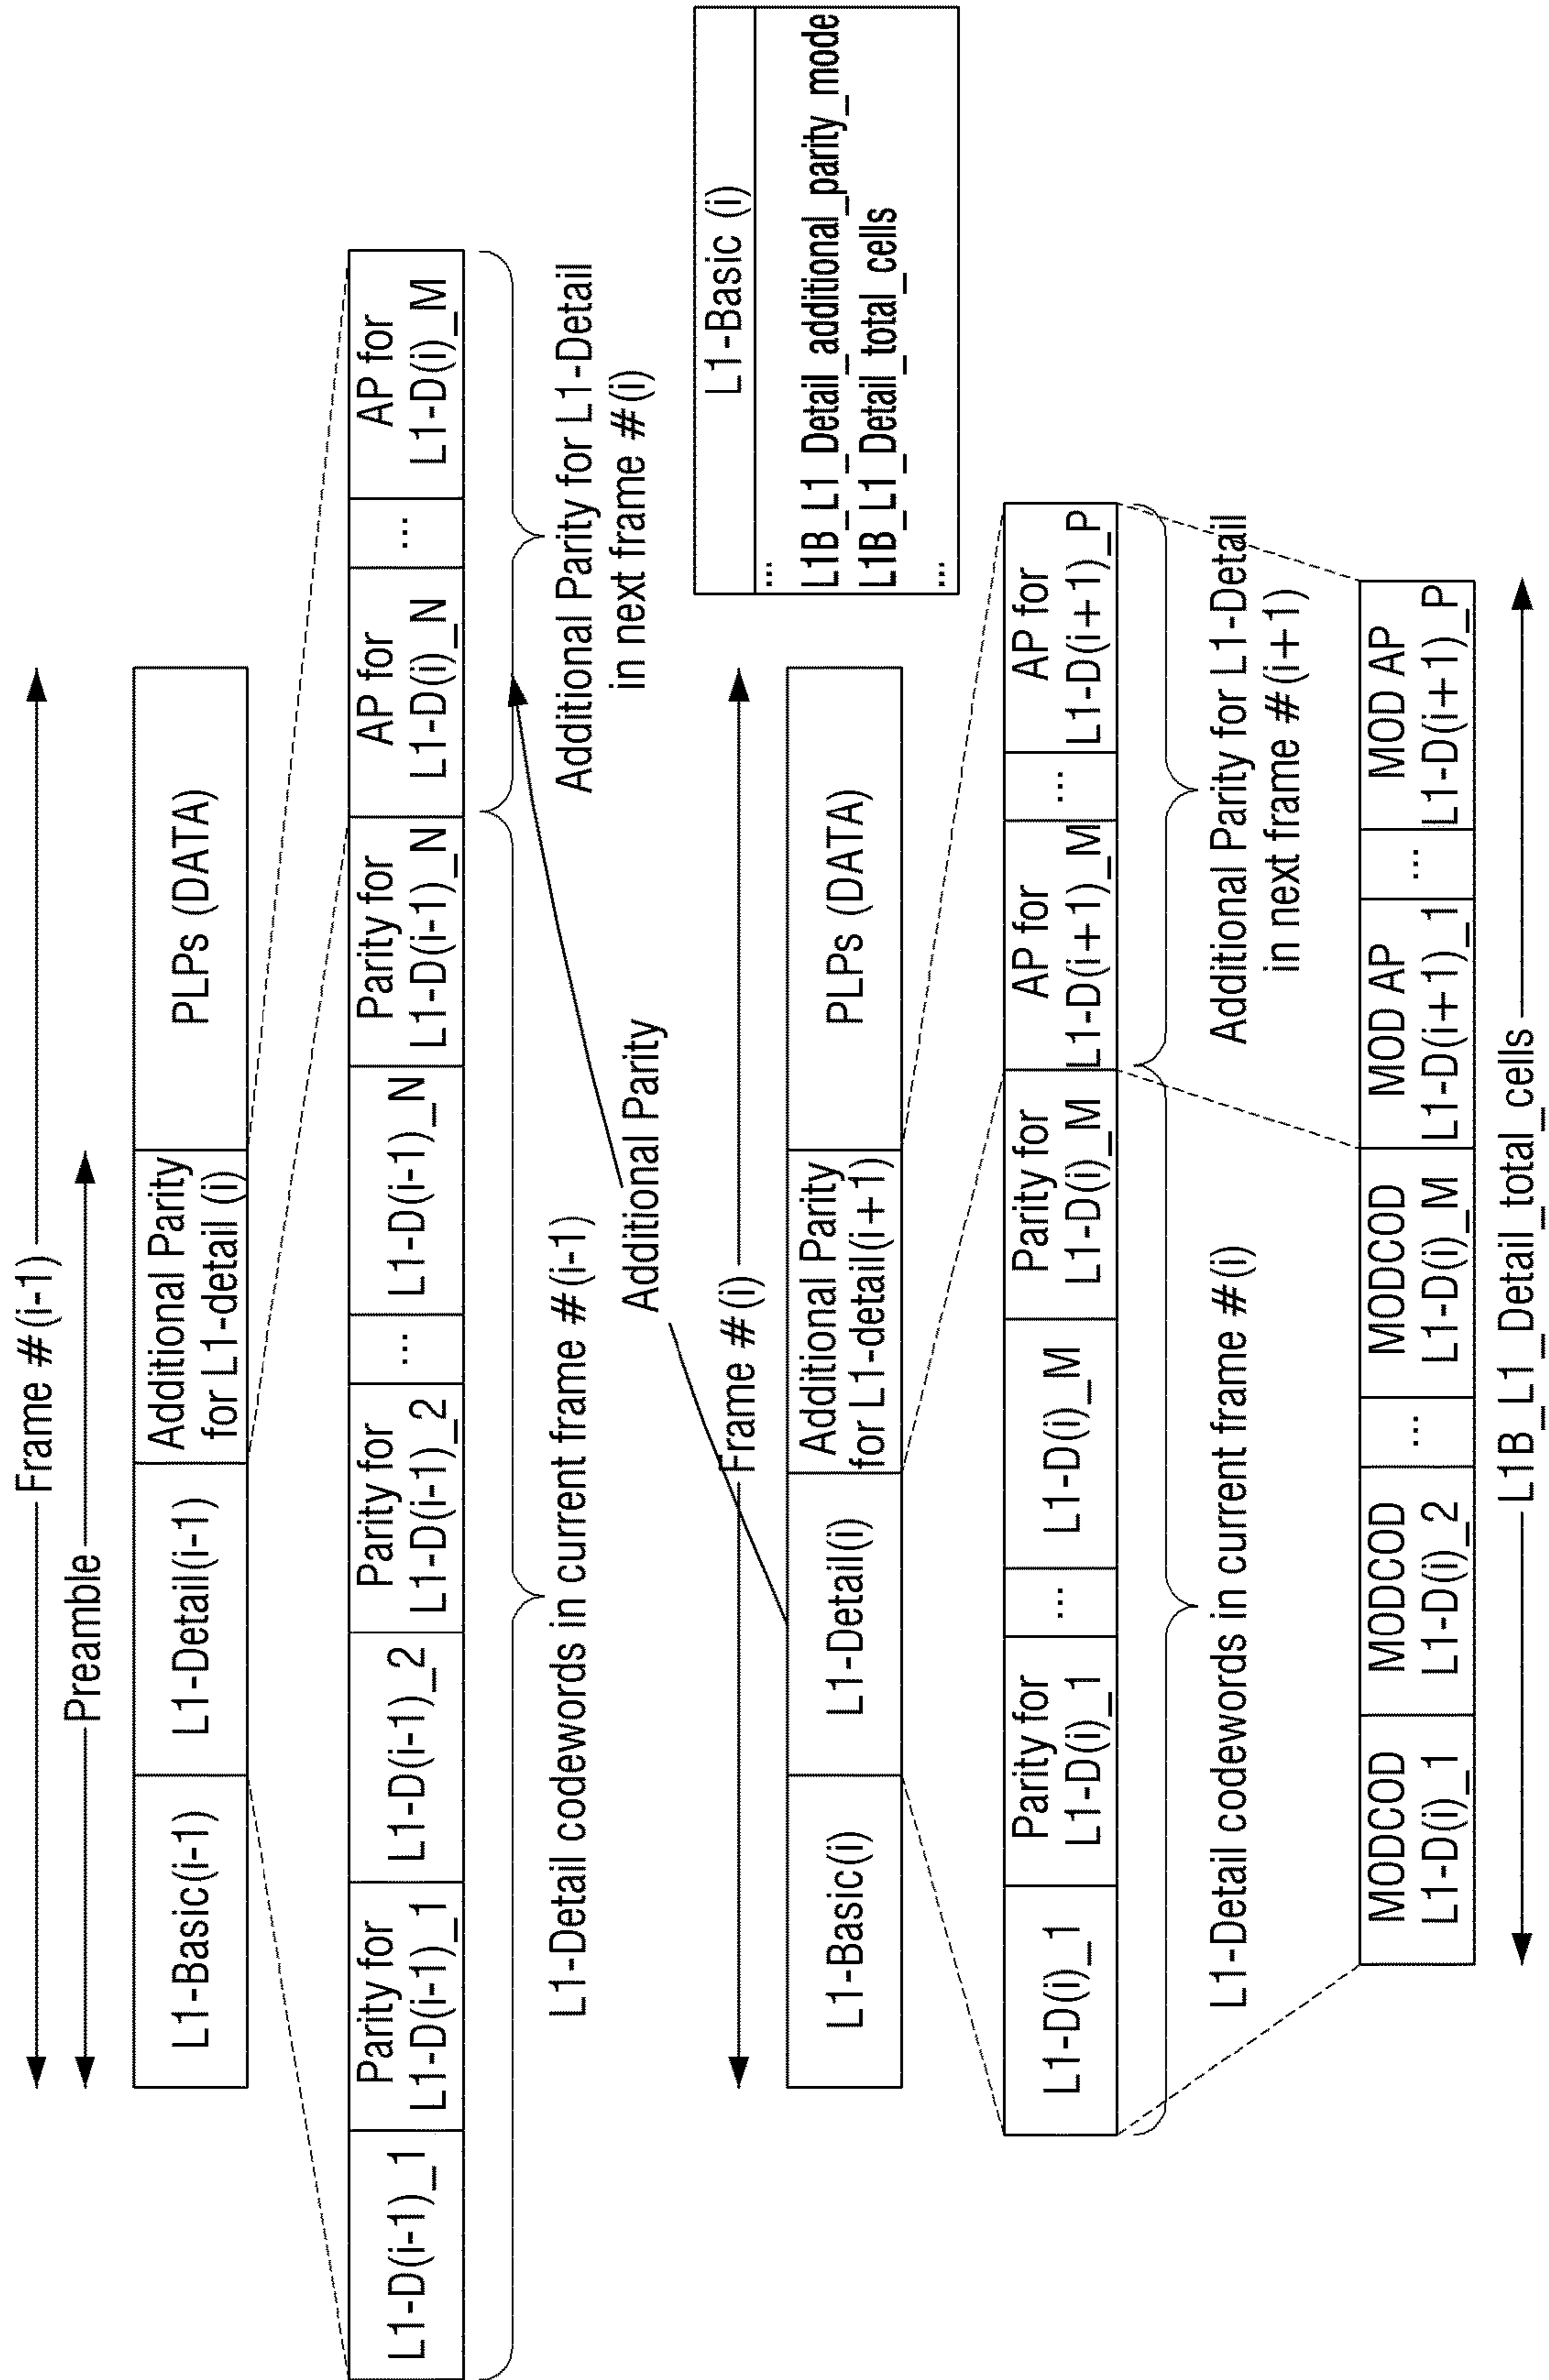 Frame #(i-1)
Preamble
L1-Basic(i-1)
L1-Detail(i-1)
Additional Parity
for L1-detail (i)
PLPs (DATA)
L1-D(i-1)_1
Parity for
L1-D(i-1)_1
L1-D(i-1)_2
Parity for
L1-D(i-1)_2
...
L1-D(i-1)_N
Parity for
L1-D(i-1)_N
AP for
L1-D(i)_N
...
AP for
L1-D(i)_M
L1-Detail codewords in current frame #(i-1)
Additional Parity for L1-Detail
in next frame #(i)
Additional Parity
L1-Basic (i)
...
L1B_L1_Detail_additional_parity_mode
L1B_L1_Detail_total_cells
...
Frame #(i)
L1-Basic(i)
L1-Detail(i)
Additional Parity
for L1-detail(i+1)
PLPs (DATA)
L1-D(i)_1
Parity for
L1-D(i)_1
...
L1-D(i)_M
Parity for
L1-D(i)_M
AP for
L1-D(i+1)_M
...
AP for
L1-D(i+1)_P
L1-Detail codewords in current frame #(i)
Additional Parity for L1-Detail
in next frame #(i+1)
MODCOD
L1-D(i)_1
MODCOD
L1-D(i)_2
...
MODCOD
L1-D(i)_M
MOD AP
L1-D(i+1)_1
...
MOD AP
L1-D(i+1)_P
L1B_L1_Detail_total_cells